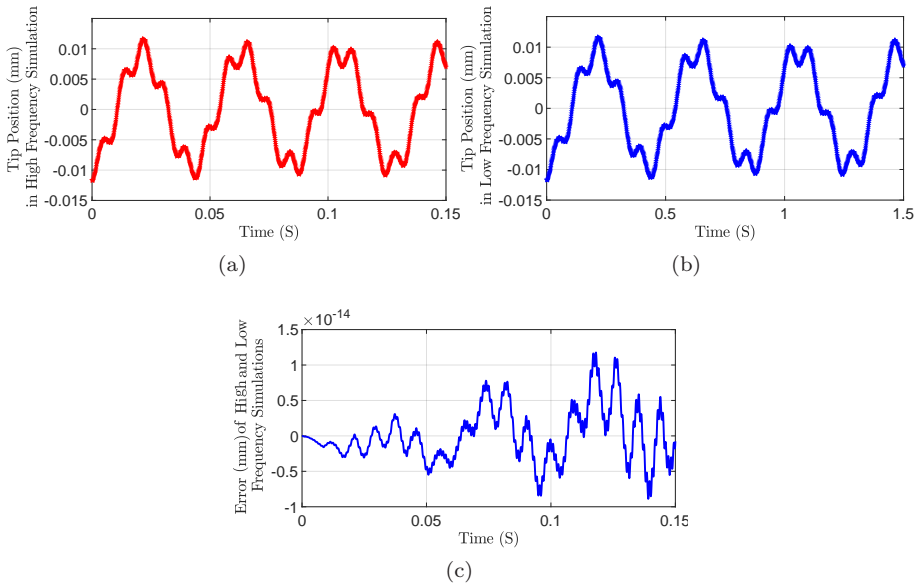 Tip Position (mm)
in High Frequency Simulation
0.01
0.005
0
-0.005
-0.01
-0.015
0
0.05
0.1
0.15
Time (S)
(a)
Tip Position (mm)
in Low Frequency Simulation
0.01
0.005
0
-0.005
-0.01
-0.015
0
0.5
1
1.5
Time (S)
(b)
Error (mm)of High and Low
Frequency Simulations
×10-14
1.5
1
0.5
0
-0.5
-1
0
0.05
0.1
0.15
Time (S)
(c)